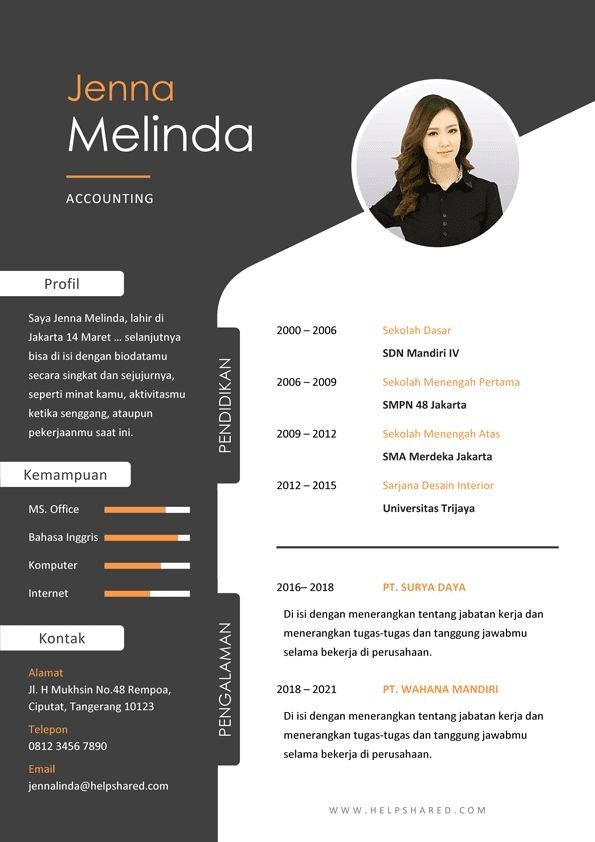 Jenna
Melinda
ACCOUNTING
Profil
Saya Jenna Melinda, lahir di
Jakarta 14 Maret ... selanjutnya
bisa di isi dengan biodatamu
secara singkat dan sejujurnya,
seperti minat kamu, aktivitasmu
ketika senggang, ataupun
pekerjaanmu saat ini.
Kemampuan
MS. Office
Bahasa Inggris
Komputer
Internet
Kontak
Alamat
Jl. H Mukhsin No.48 Rempoa,
Ciputat, Tangerang 10123
Telepon
0812 3456 7890
Email
jennalinda@helpshared.com
PENDIDIKAN
2000 – 2006 Sekolah Dasar
SDN Mandiri IV
2006 – 2009 Sekolah Menengah Pertama
SMPN 48 Jakarta
2009 – 2012 Sekolah Menengah Atas
SMA Merdeka Jakarta
2012 – 2015 Sarjana Desain Interior
Universitas Trijaya
PENGALAMAN
2016– 2018 PT. SURYA DAYA
Di isi dengan menerangkan tentang jabatan kerja dan
menerangkan tugas-tugas dan tanggung jawabmu
selama bekerja di perusahaan.
2018 – 2021 PT. WAHANA MANDIRI
Di isi dengan menerangkan tentang jabatan kerja dan
menerangkan tugas-tugas dan tanggung jawabmu
selama bekerja di perusahaan.
WWW.HELPSHARED.COM